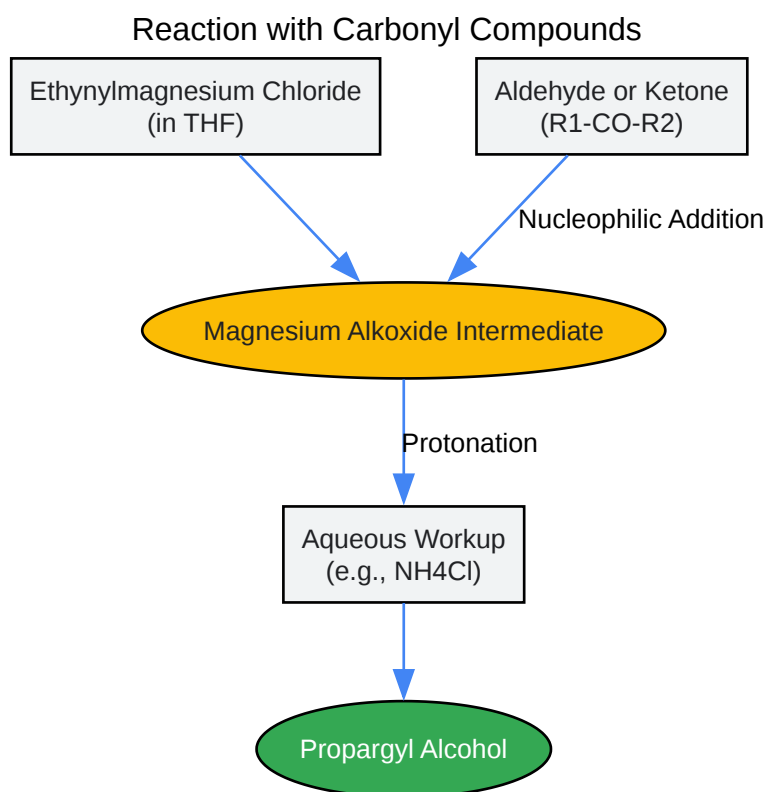 Reaction with Carbonyl Compounds
Ethynylmagnesium Chloride
(in THF)
Aldehyde or Ketone
(R1-CO-R2)
Nucleophilic Addition
Magnesium Alkoxide Intermediate
Protonation
Aqueous Workup
(e.g., NH4Cl)
Propargyl Alcohol